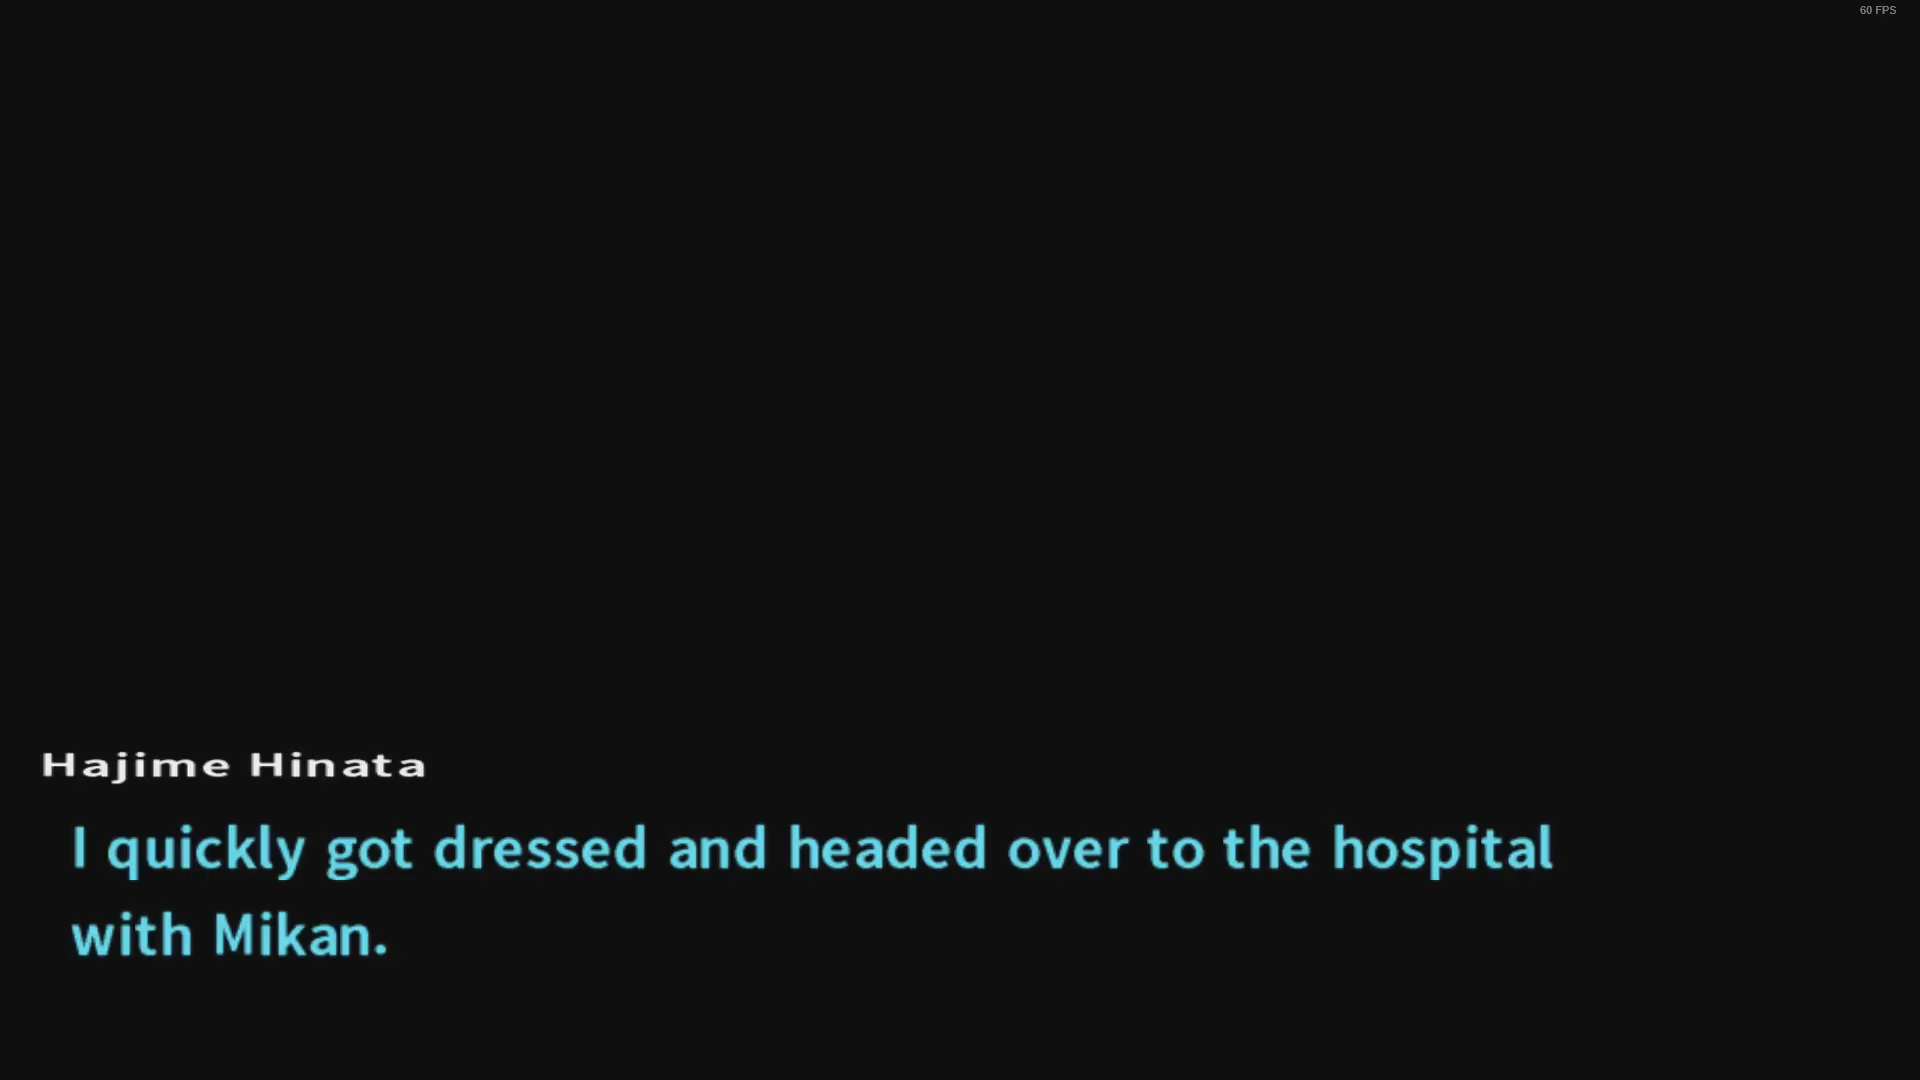 60 FPS
Hajime Hinata
I quickly got dressed and headed over to the hospital
with Mikan.